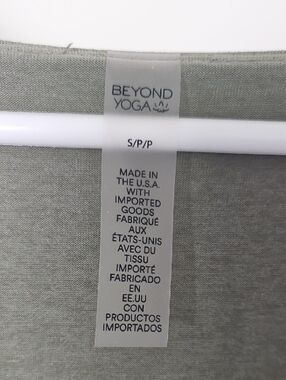 BEYOND
YOGA
S/P/P
MADE IN
THE U.S.A.
WITH
IMPORTED
GOODS
FABRIQUÉ
AUX
ÉTATS-UNIS
AVEC DU
TISSU
IMPORTÉ
FABRICADO
EN
EE.UU
CON
PRODUCTOS
IMPORTADOS